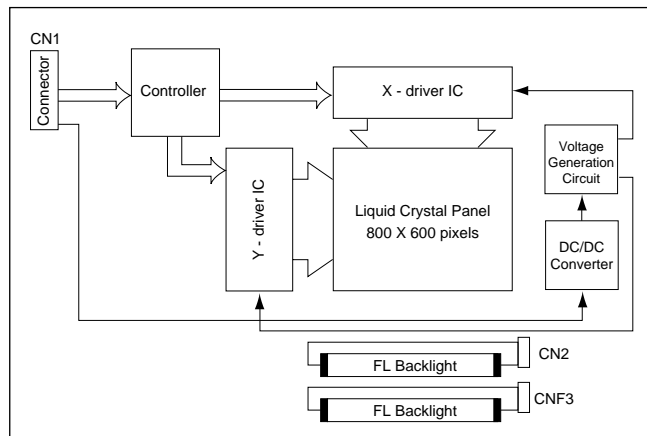 CN1
Connector
Controller
X - driver IC
Y - driver IC
Liquid Crystal Panel
800 X 600 pixels
Voltage
Generation
Circuit
DC/DC
Converter
FL Backlight
CN2
FL Backlight
CNF3